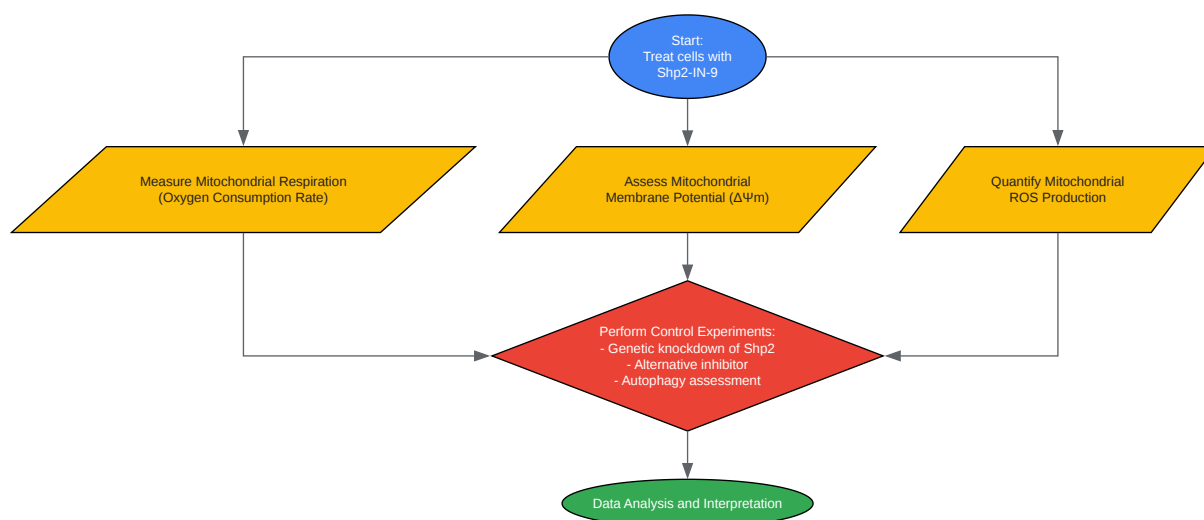 Start:
Treat cells with
Shp2-IN-9
Measure Mitochondrial Respiration
(Oxygen Consumption Rate)
Assess Mitochondrial
Membrane Potential (ΔΨm)
Quantify Mitochondrial
ROS Production
Perform Control Experiments:
- Genetic knockdown of Shp2
- Alternative inhibitor
- Autophagy assessment
Data Analysis and Interpretation